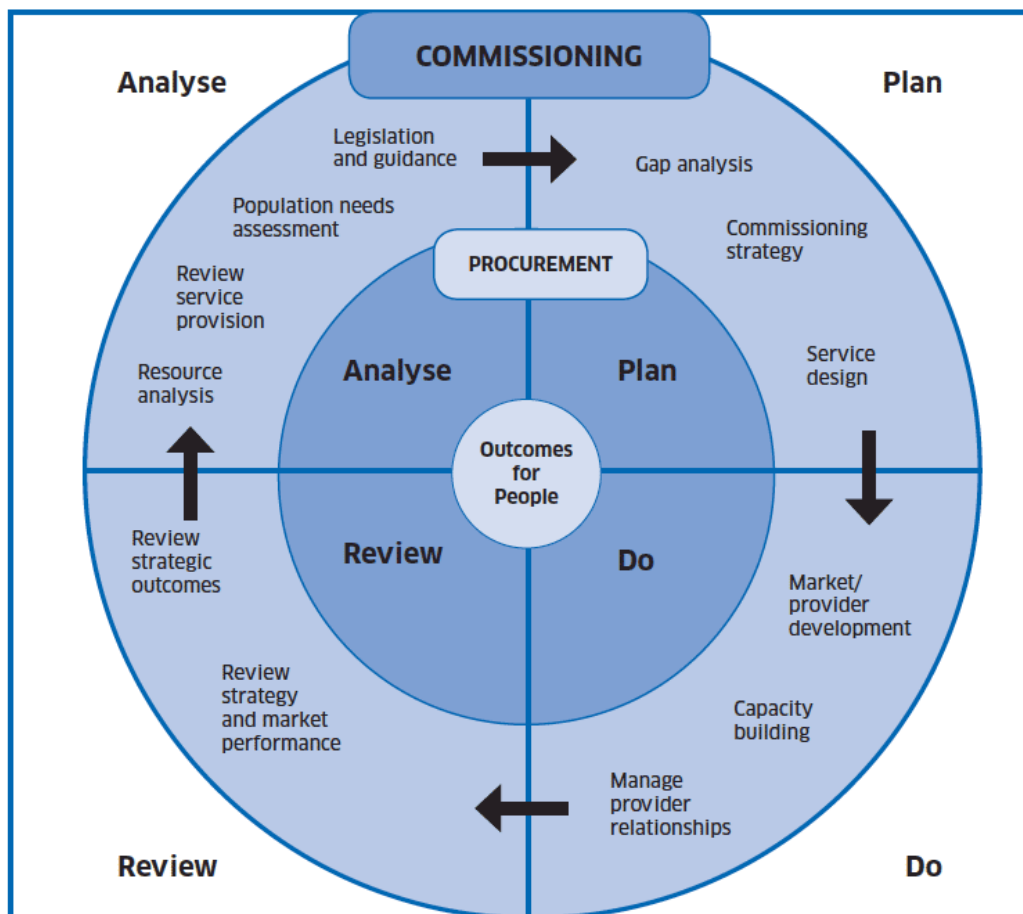 COMMISSIONING
Analyse
Plan
Legislation
and guidance
Gap analysis
Population needs
assessment
Commissioning
strategy
PROCUREMENT
Review
service
provision
Service
design
Resource
analysis
Analyse
Plan
Outcomes
for
People
Review
Do
Review
strategic
outcomes
Market/
provider
development
Review
strategy
and market
performance
Capacity
building
Manage
provider
relationships
Review
Do